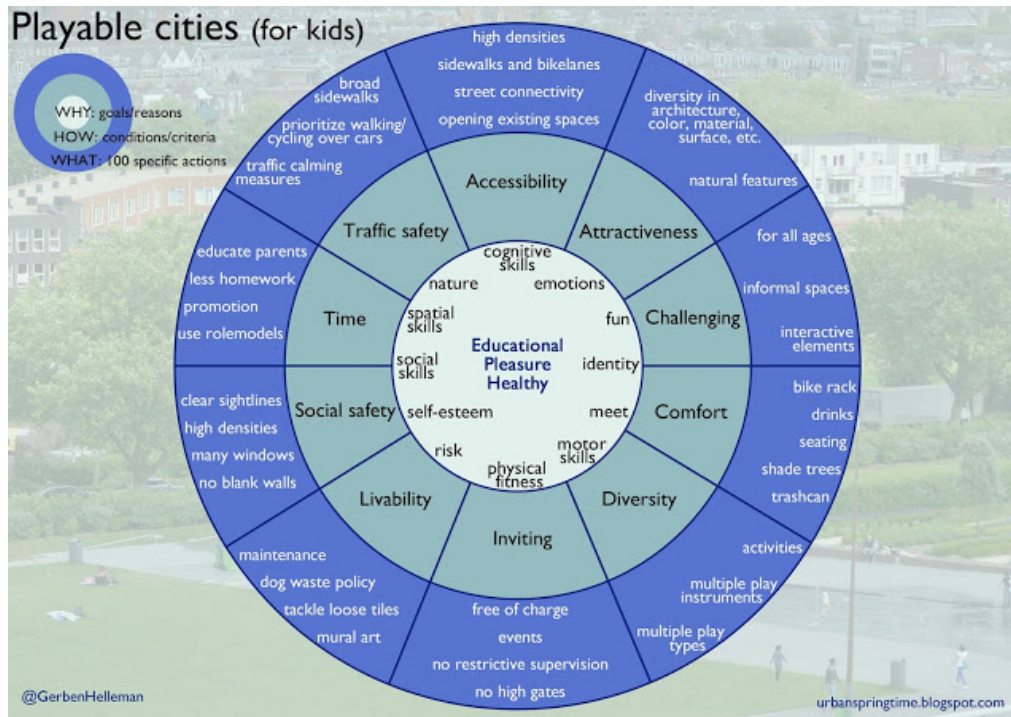 Playable cities (for kids)
WHY: goals/reasons
HOW: conditions/criteria
WHAT: 100 specific actions
high densities
sidewalks and bikelanes
street connectivity
opening existing spaces
diversity in
architecture,
color, material,
surface, etc.
natural features
for all ages
informal spaces
interactive
elements
bike rack
drinks
seating
shade trees
trashcan
activities
multiple play
instruments
multiple play
types
free of charge
events
no restrictive supervision
no high gates
maintenance
dog waste policy
tackle loose tiles
mural art
clear sightlines
high densities
many windows
no blank walls
educate parents
less homework
promotion
use rolemodels
broad
sidewalks
prioritize walking/
cycling over cars
traffic calming
measures
Accessibility
Attractiveness
Challenging
Comfort
Diversity
Inviting
Livability
Social safety
Time
Traffic safety
cognitive
skills
emotions
fun
identity
meet
motor
skills
physical
fitness
risk
self-esteem
social
skills
spatial
skills
nature
Educational
Pleasure
Healthy
@GerbenHelleman
urbanspringtime.blogspot.com